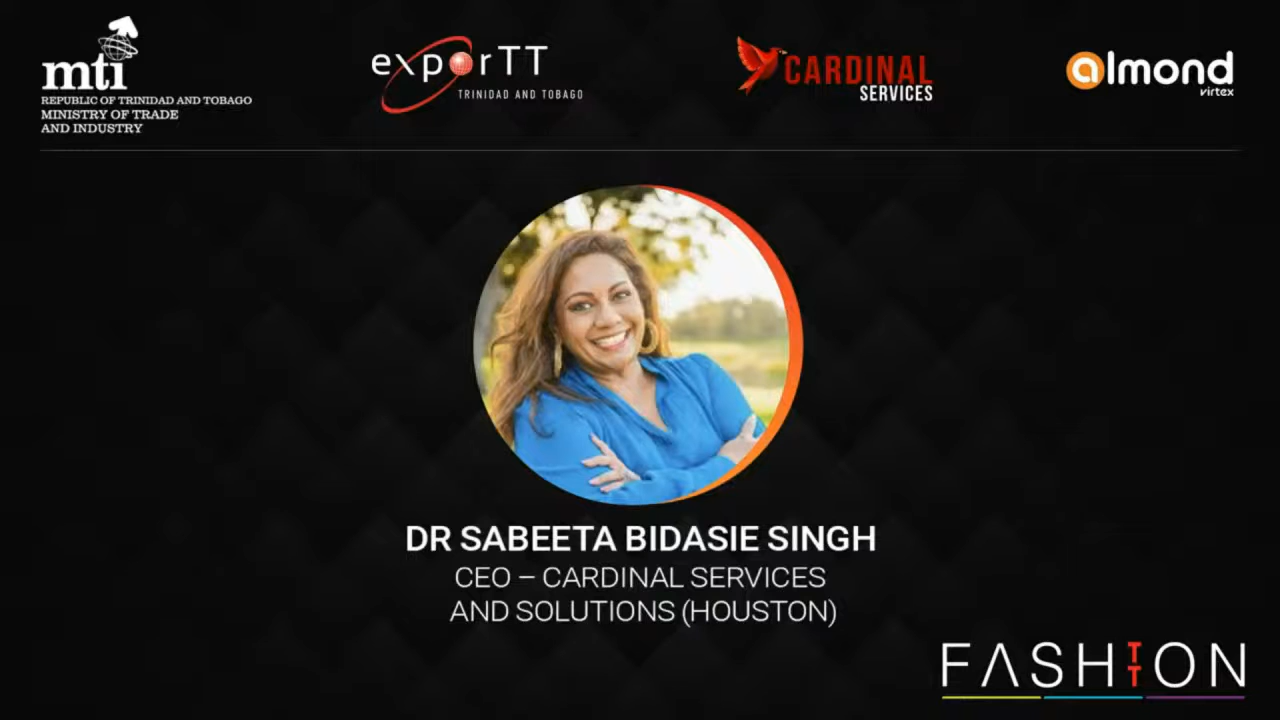 mti
REPUBLIC OF TRINIDAD AND TOBAGO
MINISTRY OF TRADE
AND INDUSTRY
exporTT
TRINIDAD AND TOBAGO
CARDINAL
SERVICES
almond
virtex
DR SABEETA BIDASIE SINGH
CEO – CARDINAL SERVICES
AND SOLUTIONS (HOUSTON)
FASHTTON